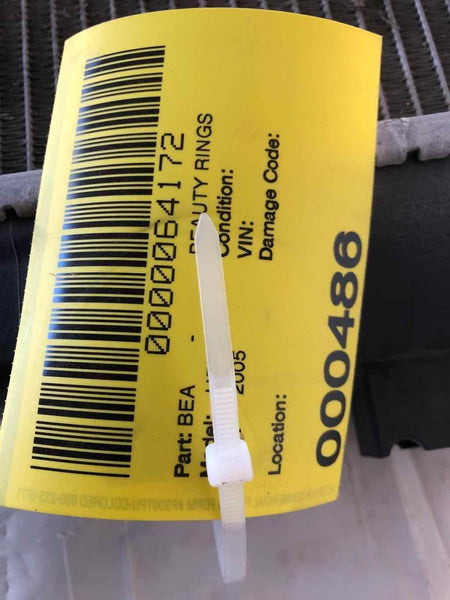 0000064172
Part: BEA - BEAUTY RINGS
Condition:
VIN:
2005
Damage Code:
Location:
000486